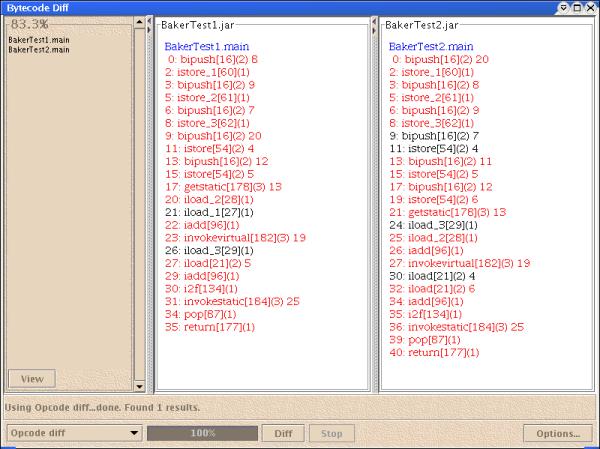 Bytecode Diff
83.3%
BakerTest1.main
BakerTest2.main
View
BakerTest1.jar
BakerTest1.main
0: bipush[16](2) 8
2: istore_1[60](1)
3: bipush[16](2) 9
5: istore_2[61](1)
6: bipush[16](2) 7
8: istore_3[62](1)
9: bipush[16](2) 20
11: istore[54](2) 4
13: bipush[16](2) 12
15: istore[54](2) 5
17: getstatic[178](3) 13
20: iload_2[28](1)
21: iload_1[27](1)
22: iadd[96](1)
23: invokevirtual[182](3) 19
26: iload_3[29](1)
27: iload[21](2) 5
29: iadd[96](1)
30: i2f[134](1)
31: invokestatic[184](3) 25
34: pop[87](1)
35: return[177](1)
BakerTest2.jar
BakerTest2.main
0: bipush[16](2) 20
2: istore_1[60](1)
3: bipush[16](2) 8
5: istore_2[61](1)
6: bipush[16](2) 9
8: istore_3[62](1)
9: bipush[16](2) 7
11: istore[54](2) 4
13: bipush[16](2) 11
15: istore[54](2) 5
17: bipush[16](2) 12
19: istore[54](2) 6
21: getstatic[178](3) 13
24: iload_3[29](1)
25: iload_2[28](1)
26: iadd[96](1)
27: invokevirtual[182](3) 19
30: iload[21](2) 4
32: iload[21](2) 6
34: iadd[96](1)
35: i2f[134](1)
36: invokestatic[184](3) 25
39: pop[87](1)
40: return[177](1)
Using Opcode diff...done. Found 1 results.
Opcode diff
100%
Diff
Stop
Options...